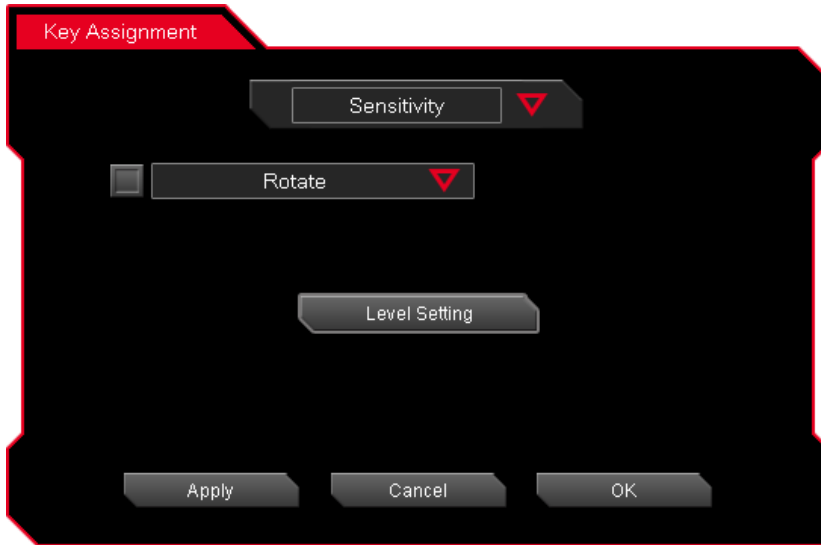 Key Assignment
Sensitivity
Rotate
Level Setting
Apply Cancel OK